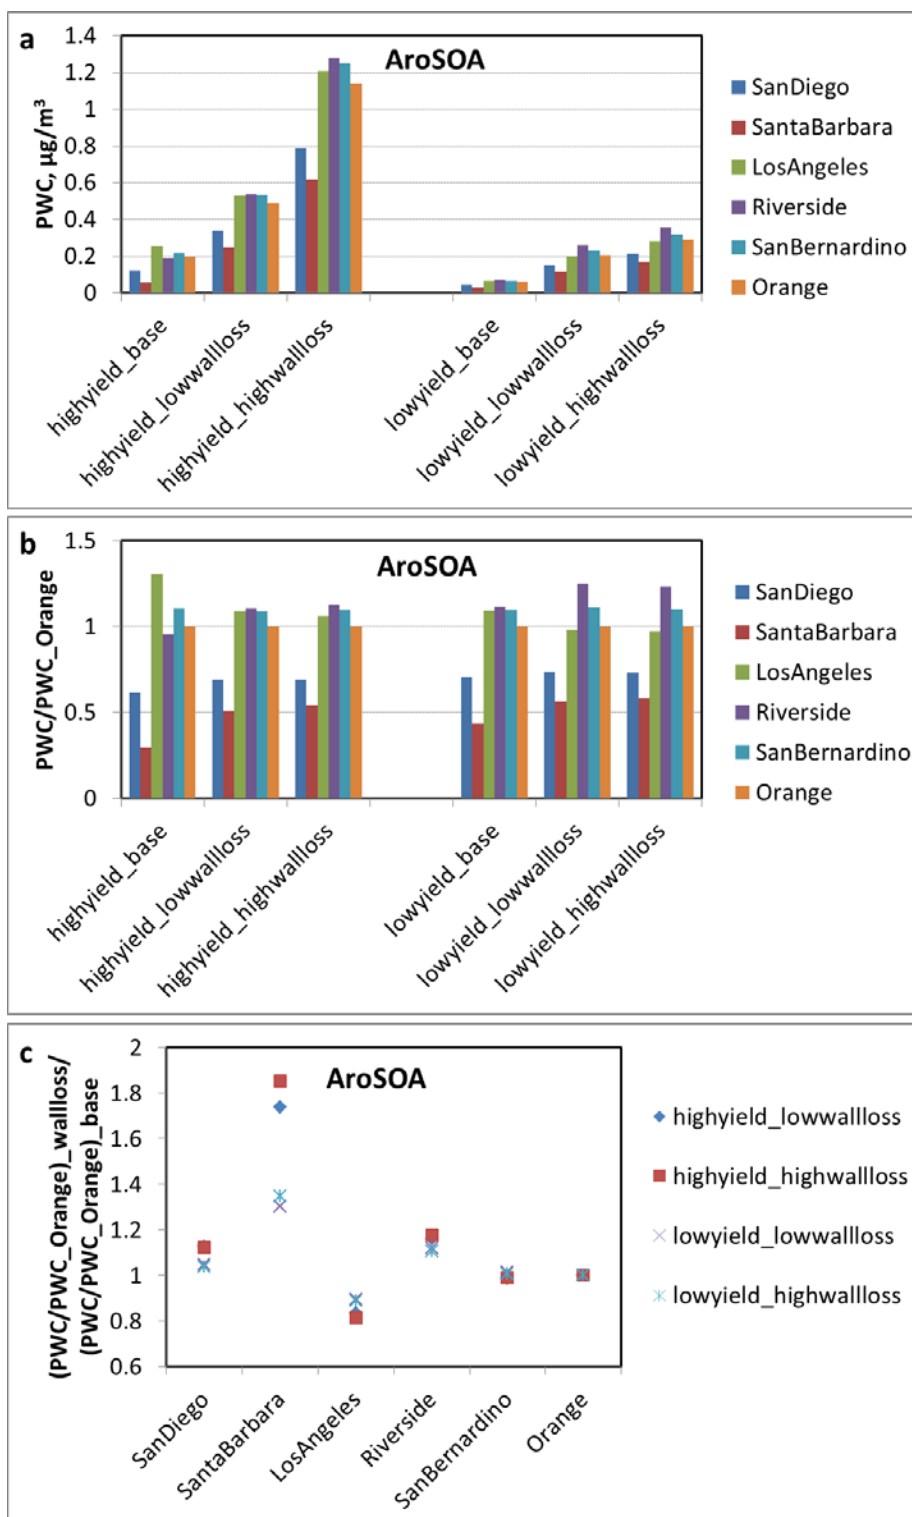 a
AroSOA
PWC, µg/m³
1.4
1.2
1
0.8
0.6
0.4
0.2
0
highyield_base
highyield_lowwallloss
highyield_highwallloss
lowyield_base
lowyield_lowwallloss
lowyield_highwallloss
SanDiego
SantaBarbara
LosAngeles
Riverside
SanBernardino
Orange
b
AroSOA
PWC/PWC_Orange
1.5
1
0.5
0
highyield_base
highyield_lowwallloss
highyield_highwallloss
lowyield_base
lowyield_lowwallloss
lowyield_highwallloss
SanDiego
SantaBarbara
LosAngeles
Riverside
SanBernardino
Orange
c
AroSOA
(PWC/PWC_Orange)_wallloss/
(PWC/PWC_Orange)_base
2
1.8
1.6
1.4
1.2
1
0.8
0.6
SanDiego
SantaBarbara
LosAngeles
Riverside
SanBernardino
Orange
highyield_lowwallloss
highyield_highwallloss
lowyield_lowwallloss
lowyield_highwallloss